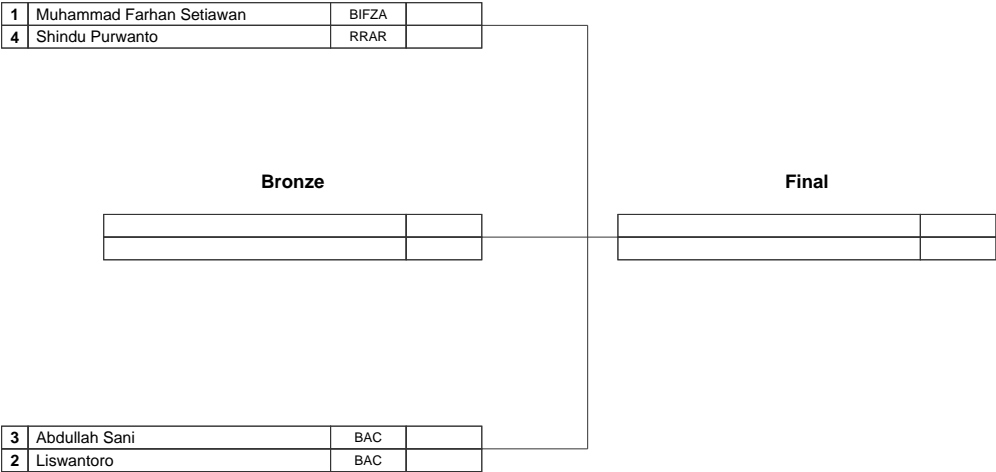 1 Muhammad Farhan Setiawan BIFZA
4 Shindu Purwanto RRAR
Bronze Final
3 Abdullah Sani BAC
2 Liswantoro BAC